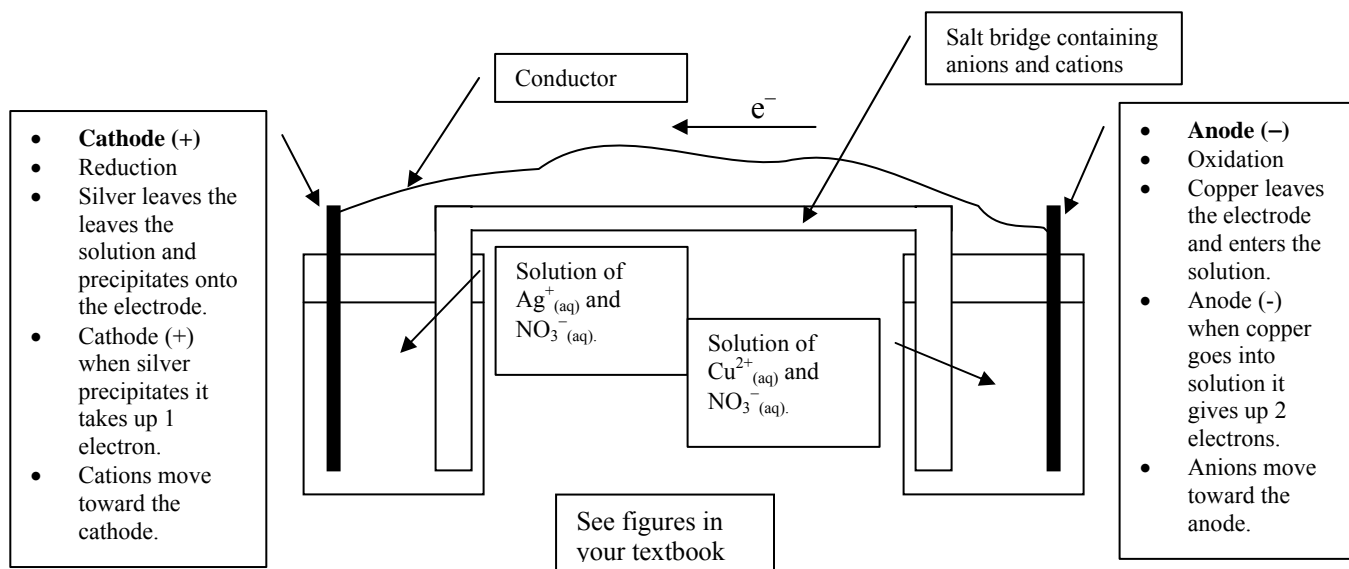 Salt bridge containing
anions and cations
Conductor
e⁻
• Cathode (+)
• Reduction
• Silver leaves the
leaves the
solution and
precipitates onto
the electrode.
• Cathode (+)
when silver
precipitates it
takes up 1
electron.
• Cations move
toward the
cathode.
• Anode (−)
• Oxidation
• Copper leaves
the electrode
and enters the
solution.
• Anode (-)
when copper
goes into
solution it
gives up 2
electrons.
• Anions move
toward the
anode.
Solution of
Ag⁺(aq) and
NO₃⁻(aq).
Solution of
Cu²⁺(aq) and
NO₃⁻(aq).
See figures in
your textbook